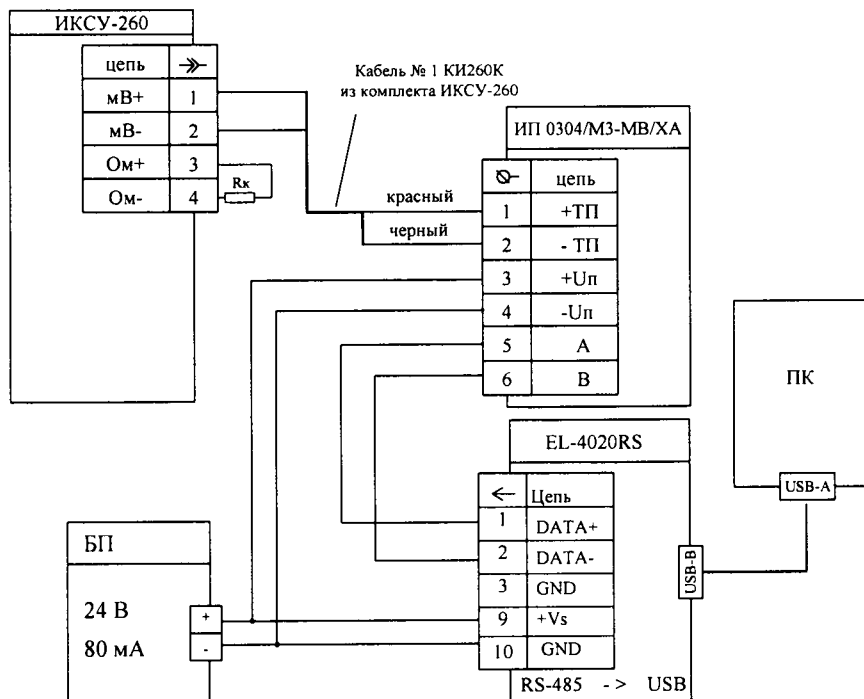 ИКСУ-260
цепь
мВ+ 1
мВ- 2
Ом+ 3
Ом- 4
Rк
Кабель № 1 КИ260К
из комплекта ИКСУ-260
красный
черный
ИП 0304/М3-МВ/ХА
цепь
1 +ТП
2 - ТП
3 +Uп
4 -Uп
5 А
6 В
ПК
USB-A
EL-4020RS
Цепь
1 DATA+
2 DATA-
3 GND
9 +Vs
10 GND
RS-485 -> USB
USB-B
БП
24 В
80 мА
+
-